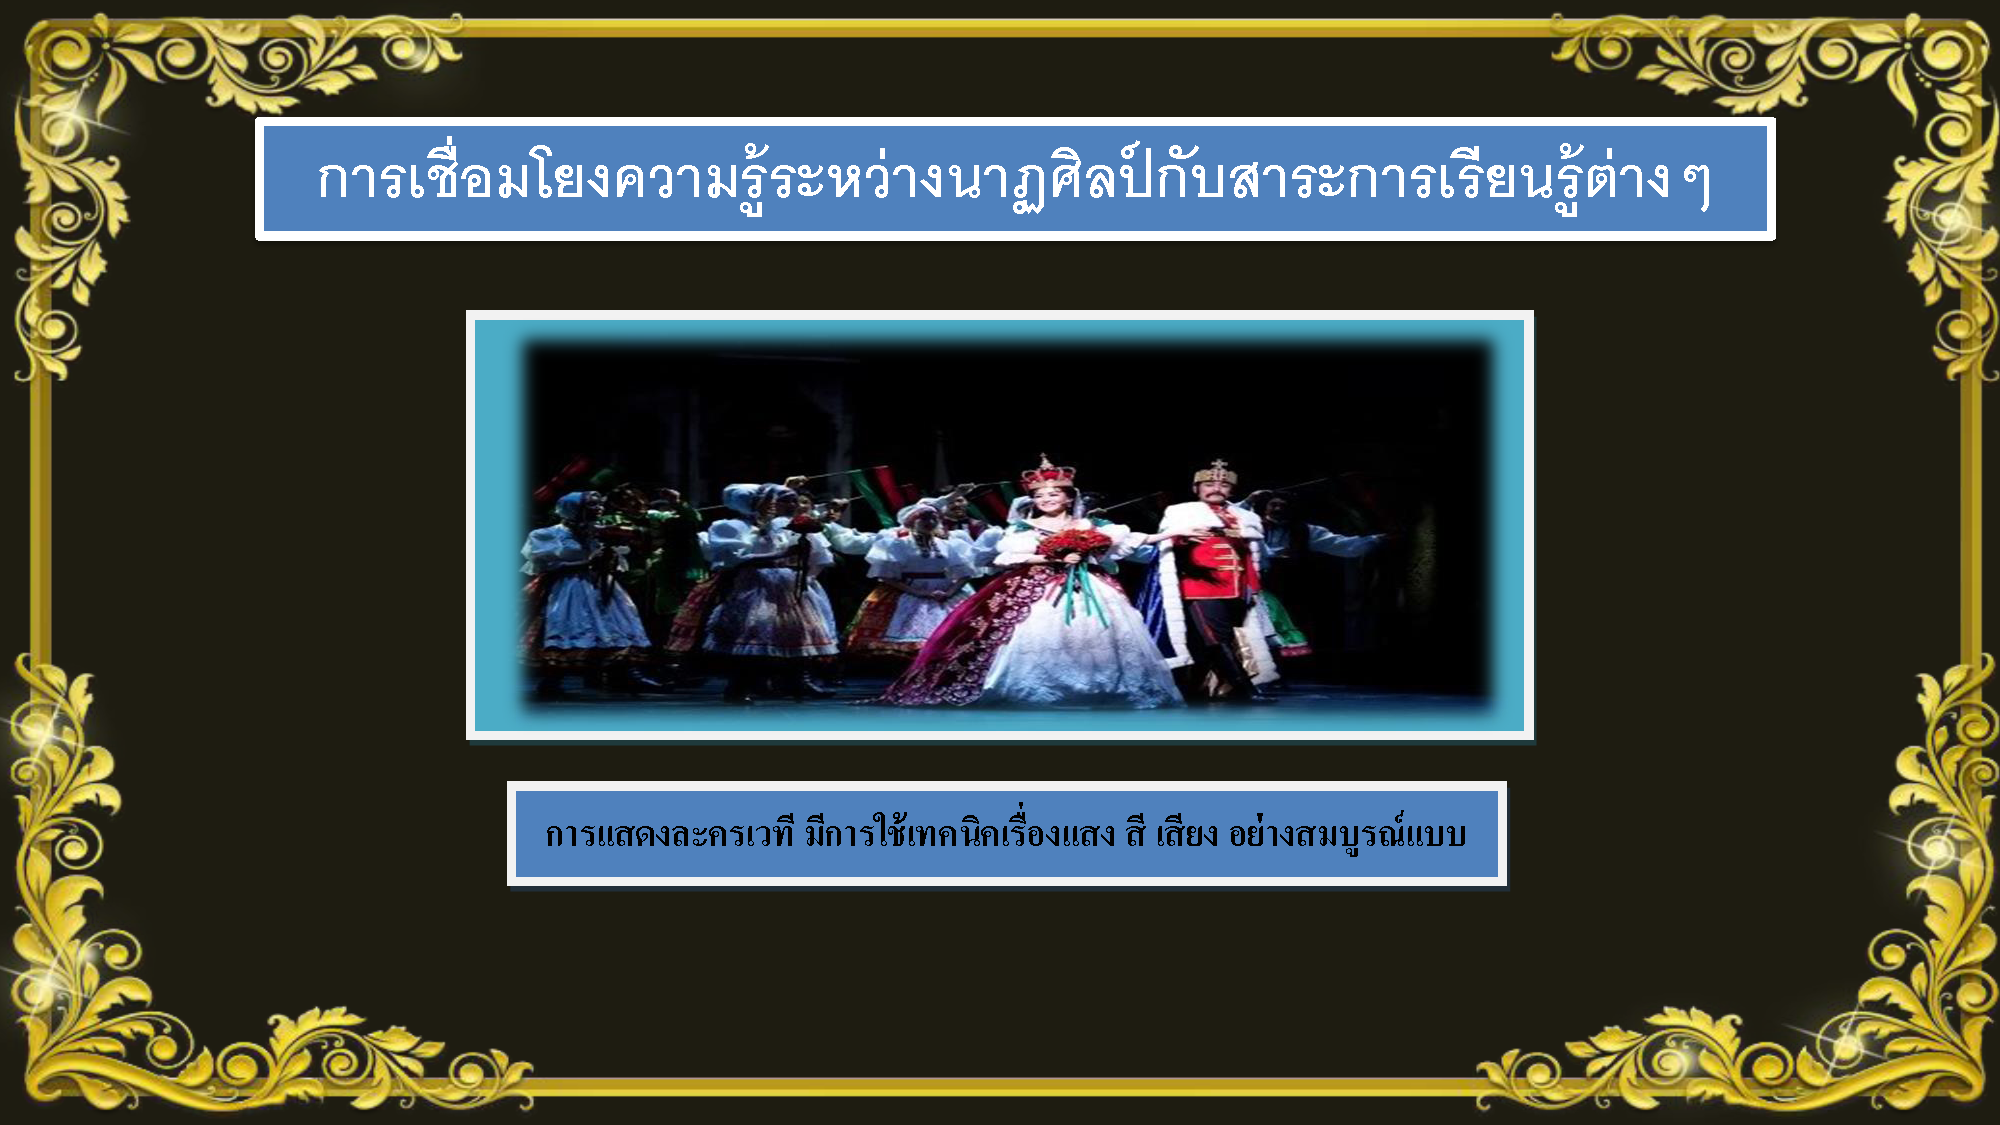 การเชื่อมโยงความรู้ระหว่างนาฏศิลป์กับสาระการเรียนรู้ต่าง ๆ
การแสดงละครเวที มีการใช้เทคนิคเรื่องแสง สี เสียง อย่างสมบูรณ์แบบ